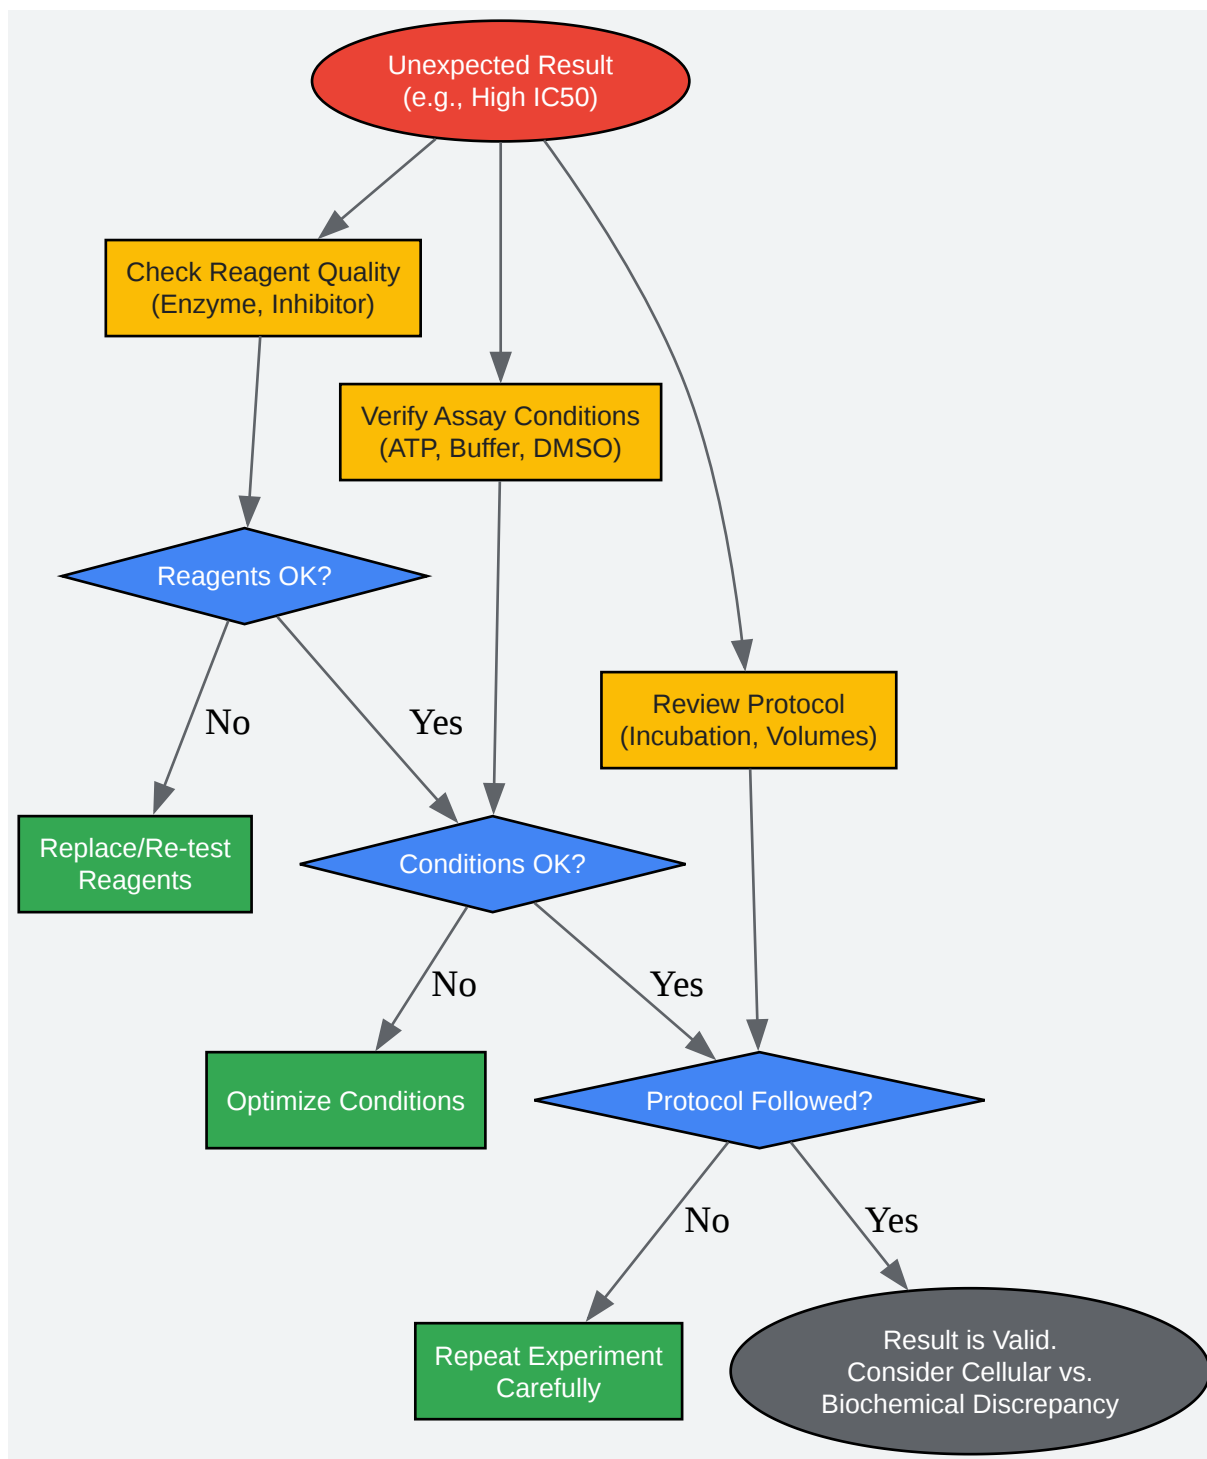 Unexpected Result
(e.g., High IC50)
Check Reagent Quality
(Enzyme, Inhibitor)
Verify Assay Conditions
(ATP, Buffer, DMSO)
Reagents OK?
No
Yes
Review Protocol
(Incubation, Volumes)
Replace/Re-test
Reagents
Conditions OK?
No
Yes
Optimize Conditions
Protocol Followed?
No
Yes
Repeat Experiment
Carefully
Result is Valid.
Consider Cellular vs.
Biochemical Discrepancy